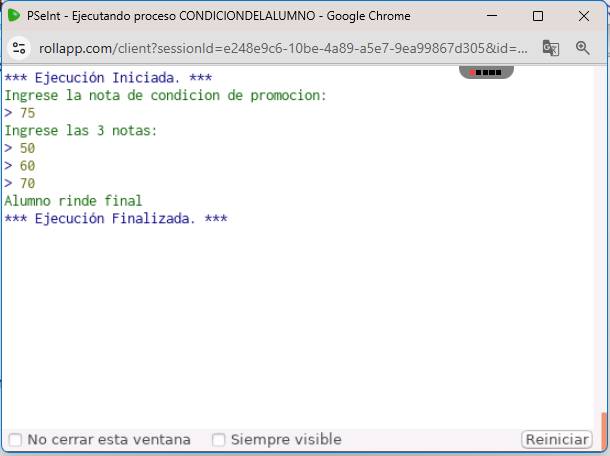 PSeInt - Ejecutando proceso CONDICIONDELALUMNO - Google Chrome
rollapp.com/client?sessionId=e248e9c6-10be-4a89-a5e7-9ea99867d305&id=...
*** Ejecución Iniciada. ***
Ingrese la nota de condicion de promocion:
> 75
Ingrese las 3 notas:
> 50
> 60
> 70
Alumno rinde final
*** Ejecución Finalizada. ***
No cerrar esta ventana Siempre visible Reiniciar